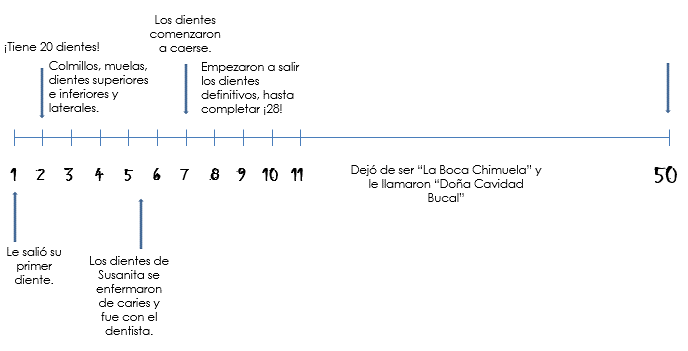 Los dientes
comenzaron
a caerse.
¡Tiene 20 dientes!
Colmillos, muelas,
dientes superiores
e inferiores y
laterales.
Empezaron a salir
los dientes
definitivos, hasta
completar ¡28!
1 2 3 4 5 6 7 8 9 10 11 50
Dejó de ser “La Boca Chimuela” y
le llamaron “Doña Cavidad
Bucal”
Le salió su
primer
diente.
Los dientes de
Susanita se
enfermaron
de caries y
fue con el
dentista.